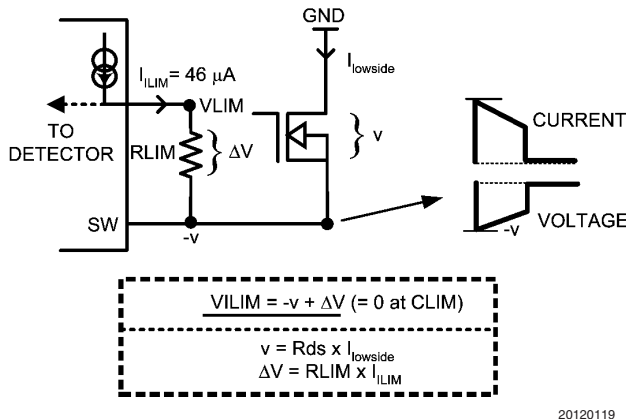 GND
I_lowside
I_ILIM = 46 µA
VLIM
TO
DETECTOR
RLIM
} ΔV
} v
SW
-v
CURRENT
VOLTAGE
-v
VILIM = -v + ΔV (= 0 at CLIM)
v = Rds x I_lowside
ΔV = RLIM x I_ILIM
20120119